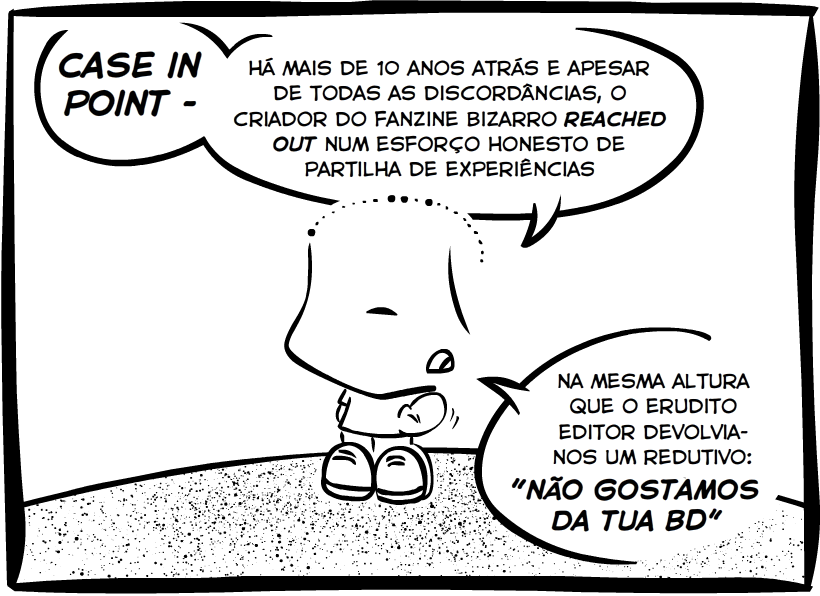 CASE IN
POINT -
HÁ MAIS DE 10 ANOS ATRÁS E APESAR
DE TODAS AS DISCORDÂNCIAS, O
CRIADOR DO FANZINE BIZARRO REACHED
OUT NUM ESFORÇO HONESTO DE
PARTILHA DE EXPERIÊNCIAS
NA MESMA ALTURA
QUE O ERUDITO
EDITOR DEVOLVIA-
NOS UM REDUTIVO:
"NÃO GOSTAMOS
DA TUA BD"